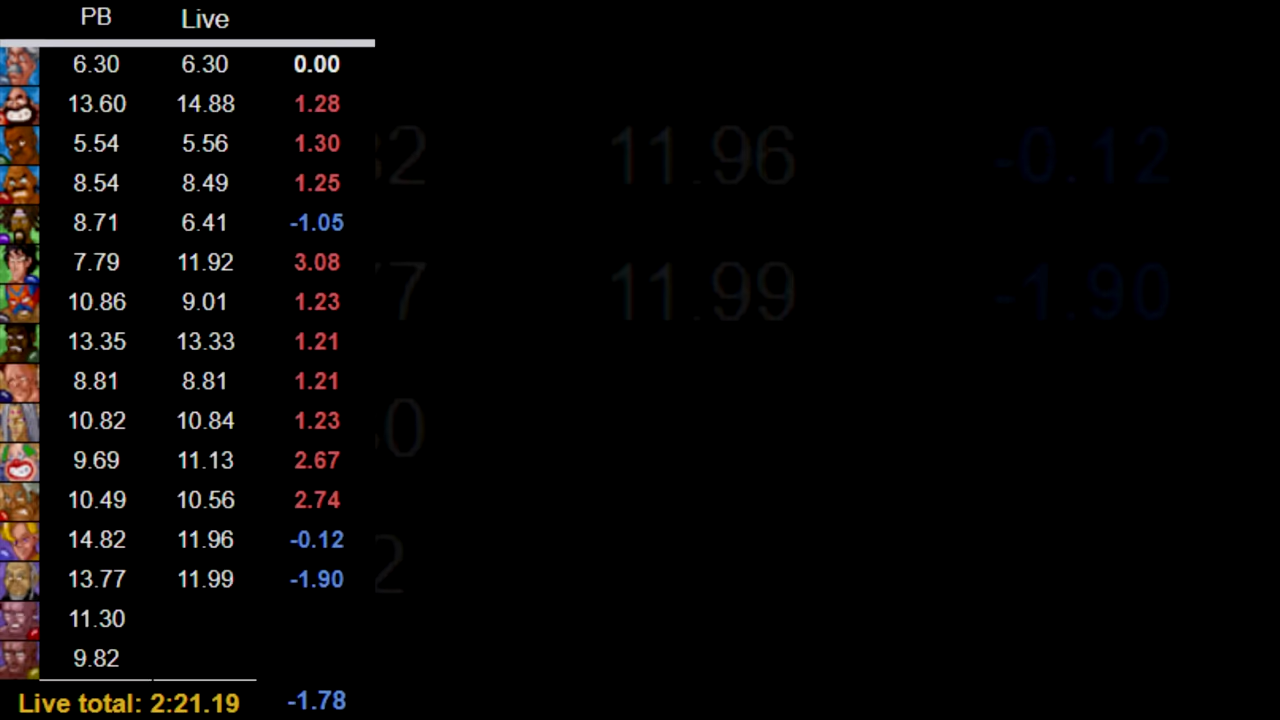 PB Live
6.30 6.30 0.00
13.60 14.88 1.28
5.54 5.56 1.30
8.54 8.49 1.25
8.71 6.41 -1.05
7.79 11.92 3.08
10.86 9.01 1.23
13.35 13.33 1.21
8.81 8.81 1.21
10.82 10.84 1.23
9.69 11.13 2.67
10.49 10.56 2.74
14.82 11.96 -0.12
13.77 11.99 -1.90
11.30
9.82
Live total: 2:21.19 -1.78
2 11.96 -0.12
7 11.99 -1.90
0
2